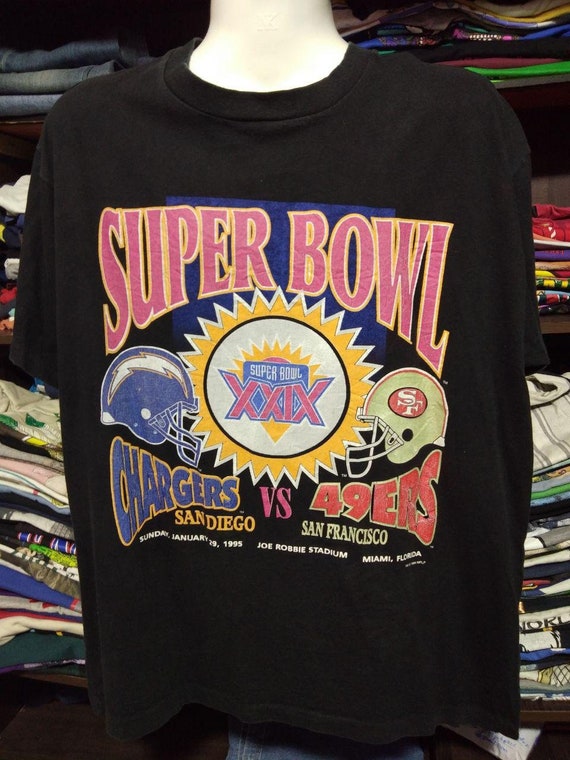 SUPER BOWL
SUPER BOWL
XXIX
SF
CHARGERS VS 49ERS
SAN DIEGO SAN FRANCISCO
SUNDAY, JANUARY 29, 1995 JOE ROBBIE STADIUM MIAMI, FLORIDA